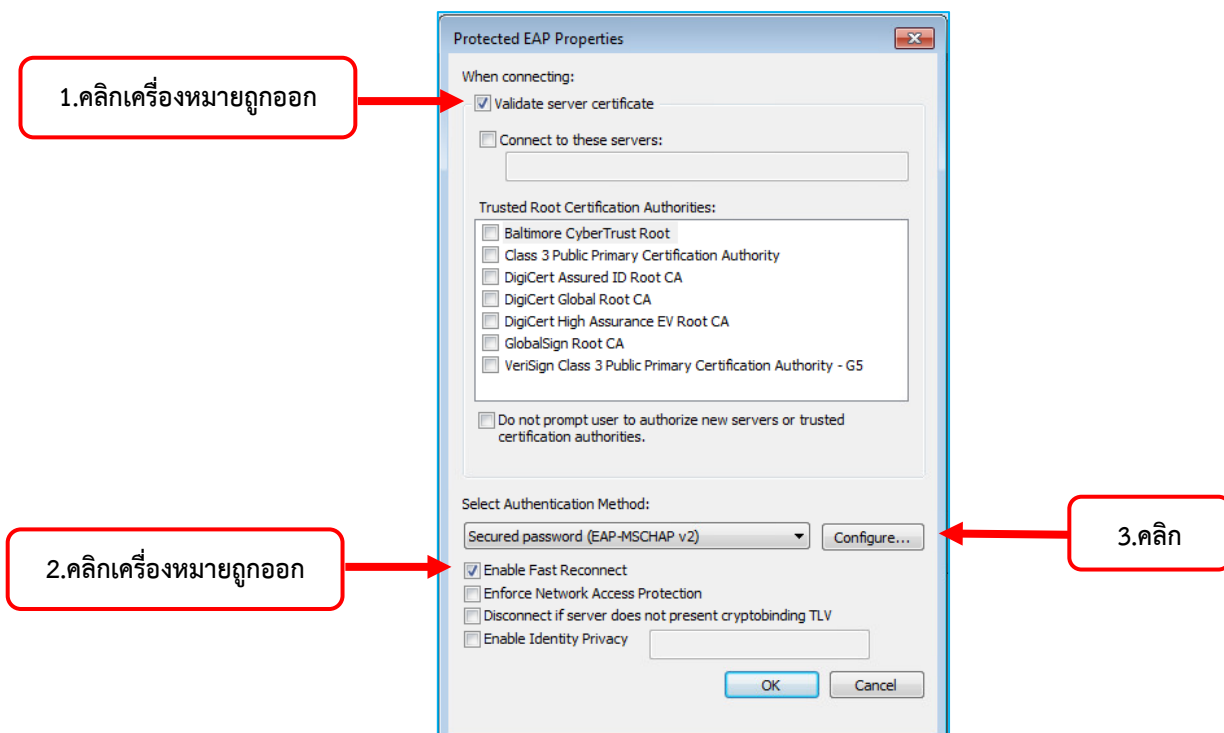 Protected EAP Properties
When connecting:
1.คลิกเครื่องหมายถูกออก
Validate server certificate
Connect to these servers:
Trusted Root Certification Authorities:
Baltimore CyberTrust Root
Class 3 Public Primary Certification Authority
DigiCert Assured ID Root CA
DigiCert Global Root CA
DigiCert High Assurance EV Root CA
GlobalSign Root CA
VeriSign Class 3 Public Primary Certification Authority - G5
Do not prompt user to authorize new servers or trusted
certification authorities.
Select Authentication Method:
Secured password (EAP-MSCHAP v2)
Configure...
3.คลิก
2.คลิกเครื่องหมายถูกออก
Enable Fast Reconnect
Enforce Network Access Protection
Disconnect if server does not present cryptobinding TLV
Enable Identity Privacy
OK
Cancel